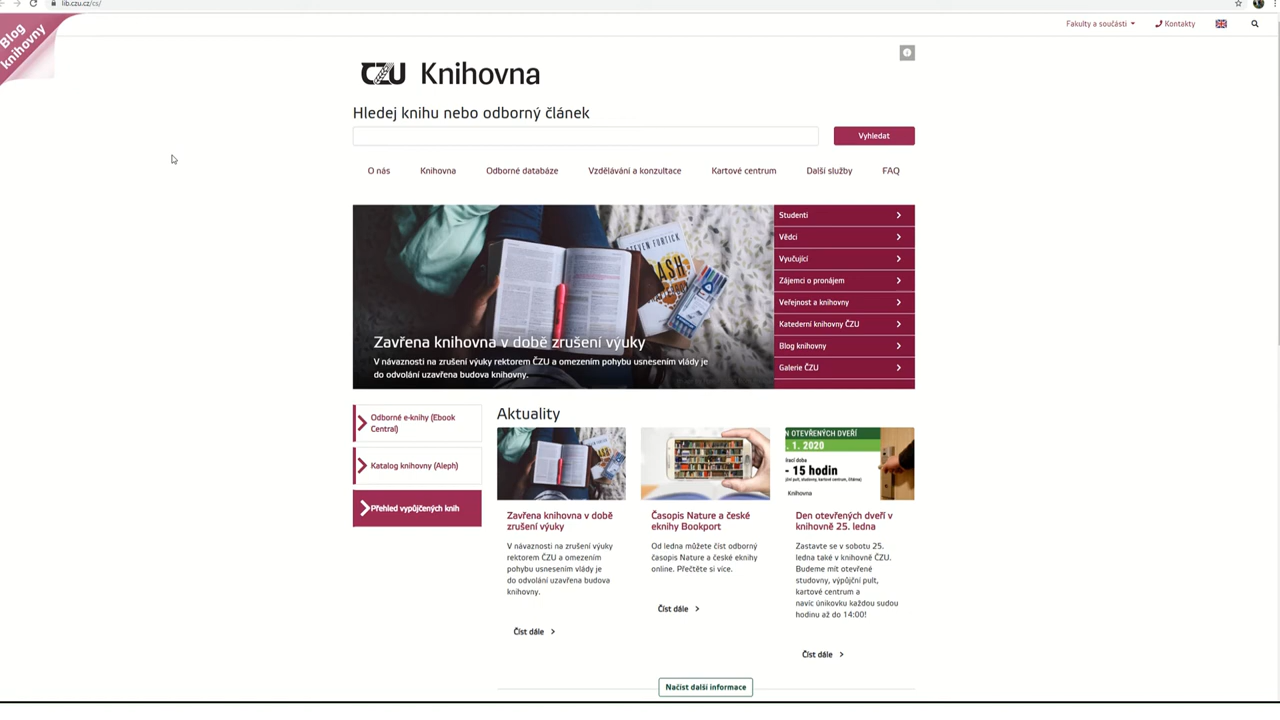 lib.czu.cz/cs/
Blog
knihovny
Fakulty a součásti
Kontakty
ČZU Knihovna
Hledej knihu nebo odborný článek
Vyhledat
O nás
Knihovna
Odborné databáze
Vzdělávání a konzultace
Kartové centrum
Další služby
FAQ
STEVEN FURTICK
Zavřena knihovna v době zrušení výuky
V návaznosti na zrušení výuky rektorem ČZU a omezením pohybu usnesením vlády je
do odvolání uzavřena budova knihovny.
Studenti
Vědci
Vyučující
Zájemci o pronájem
Veřejnost a knihovny
Katederní knihovny ČZU
Blog knihovny
Galerie ČZU
Odborné e-knihy (Ebook
Central)
Katalog knihovny (Aleph)
Přehled vypůjčených knih
Aktuality
Zavřena knihovna v době
zrušení výuky
V návaznosti na zrušení výuky
rektorem ČZU a omezením
pohybu usnesením vlády je
do odvolání uzavřena budova
knihovny.
Číst dále
Časopis Nature a české
eknihy Bookport
Od ledna můžete číst odborný
časopis Nature a české eknihy
online. Přečtěte si více.
Číst dále
N OTEVŘENÝCH DVEŘÍ
. 1. 2020
- 15 hodin
Knihovna
Den otevřených dveří v
knihovně 25. ledna
Zastavte se v sobotu 25.
ledna také v knihovně ČZU.
Budeme mít otevřené
studovny, výpůjční pult,
kartové centrum a
navíc únikovku každou sudou
hodinu až do 14:00!
Číst dále
Načíst další informace